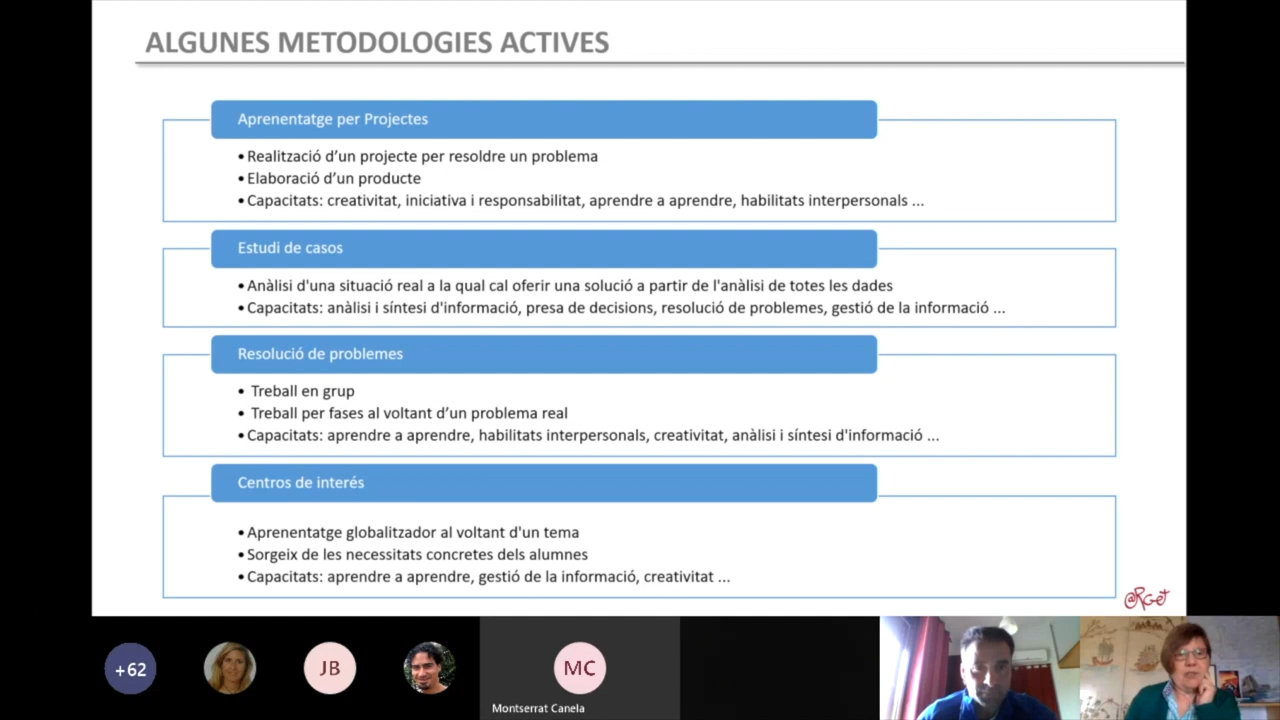 ALGUNES METODOLOGIES ACTIVES
Aprenentatge per Projectes
•Realització d’un projecte per resoldre un problema
•Elaboració d’un producte
•Capacitats: creativitat, iniciativa i responsabilitat, aprendre a aprendre, habilitats interpersonals ...
Estudi de casos
•Anàlisi d'una situació real a la qual cal oferir una solució a partir de l'anàlisi de totes les dades
•Capacitats: anàlisi i síntesi d'informació, presa de decisions, resolució de problemes, gestió de la informació ...
Resolució de problemes
• Treball en grup
• Treball per fases al voltant d’un problema real
•Capacitats: aprendre a aprendre, habilitats interpersonals, creativitat, anàlisi i síntesi d'informació ...
Centros de interés
•Aprenentatge globalitzador al voltant d'un tema
•Sorgeix de les necessitats concretes dels alumnes
•Capacitats: aprendre a aprendre, gestió de la informació, creativitat ...
@RGet
+62
JB
MC
Montserrat Canela